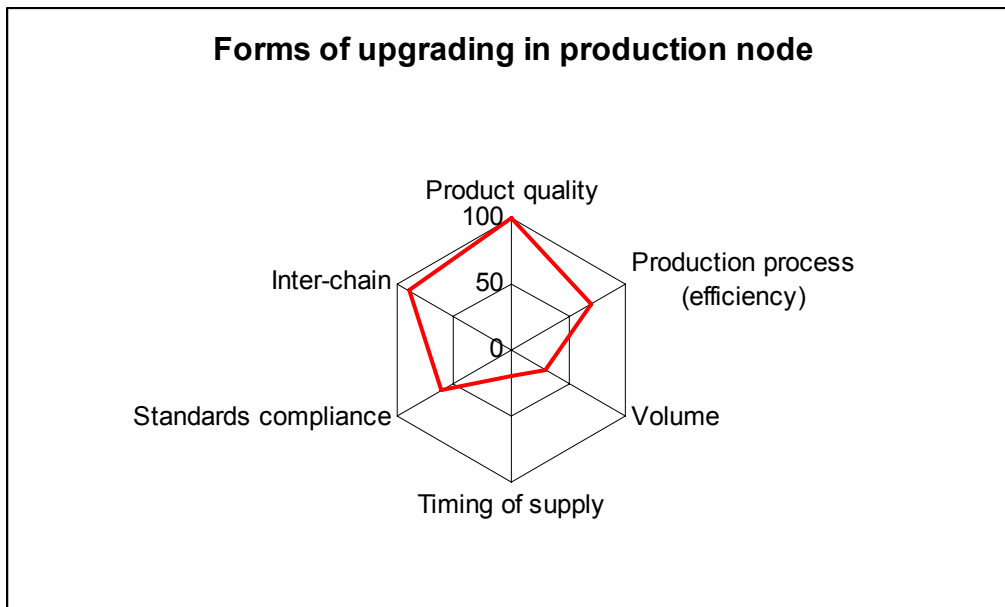 Forms of upgrading in production node
Product quality
100
Production process
(efficiency)
Inter-chain
50
0
Standards compliance
Volume
Timing of supply